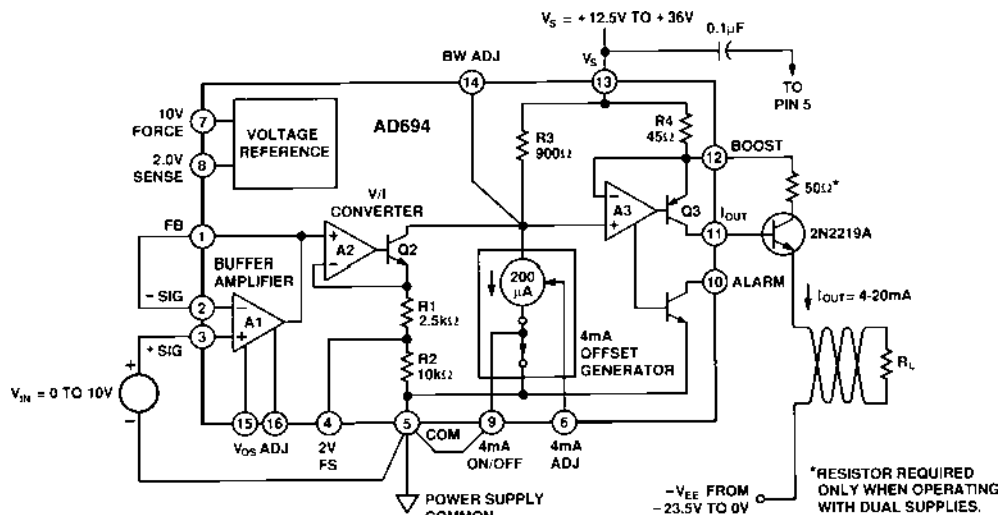 V_S = +12.5V TO +36V
0.1µF
BW ADJ
14
V_S
13
TO
PIN 5
10V
FORCE
7
VOLTAGE
REFERENCE
AD694
R3
900Ω
R4
45Ω
BOOST
12
2.0V
SENSE
8
50Ω*
V/I
CONVERTER
A3
Q3
I_OUT
11
2N2219A
FB
1
A2
Q2
200
µA
10
ALARM
BUFFER
AMPLIFIER
- SIG
2
R1
2.5kΩ
I_OUT = 4-20mA
A1
3
+ SIG
4mA
OFFSET
GENERATOR
R2
10kΩ
R_L
+
V_IN = 0 TO 10V
-
15
16
4
5
COM
9
6
V_OS ADJ
2V
FS
4mA
ON/OFF
4mA
ADJ
POWER SUPPLY
COMMON
-V_EE FROM
-23.5V TO 0V
*RESISTOR REQUIRED
ONLY WHEN OPERATING
WITH DUAL SUPPLIES.